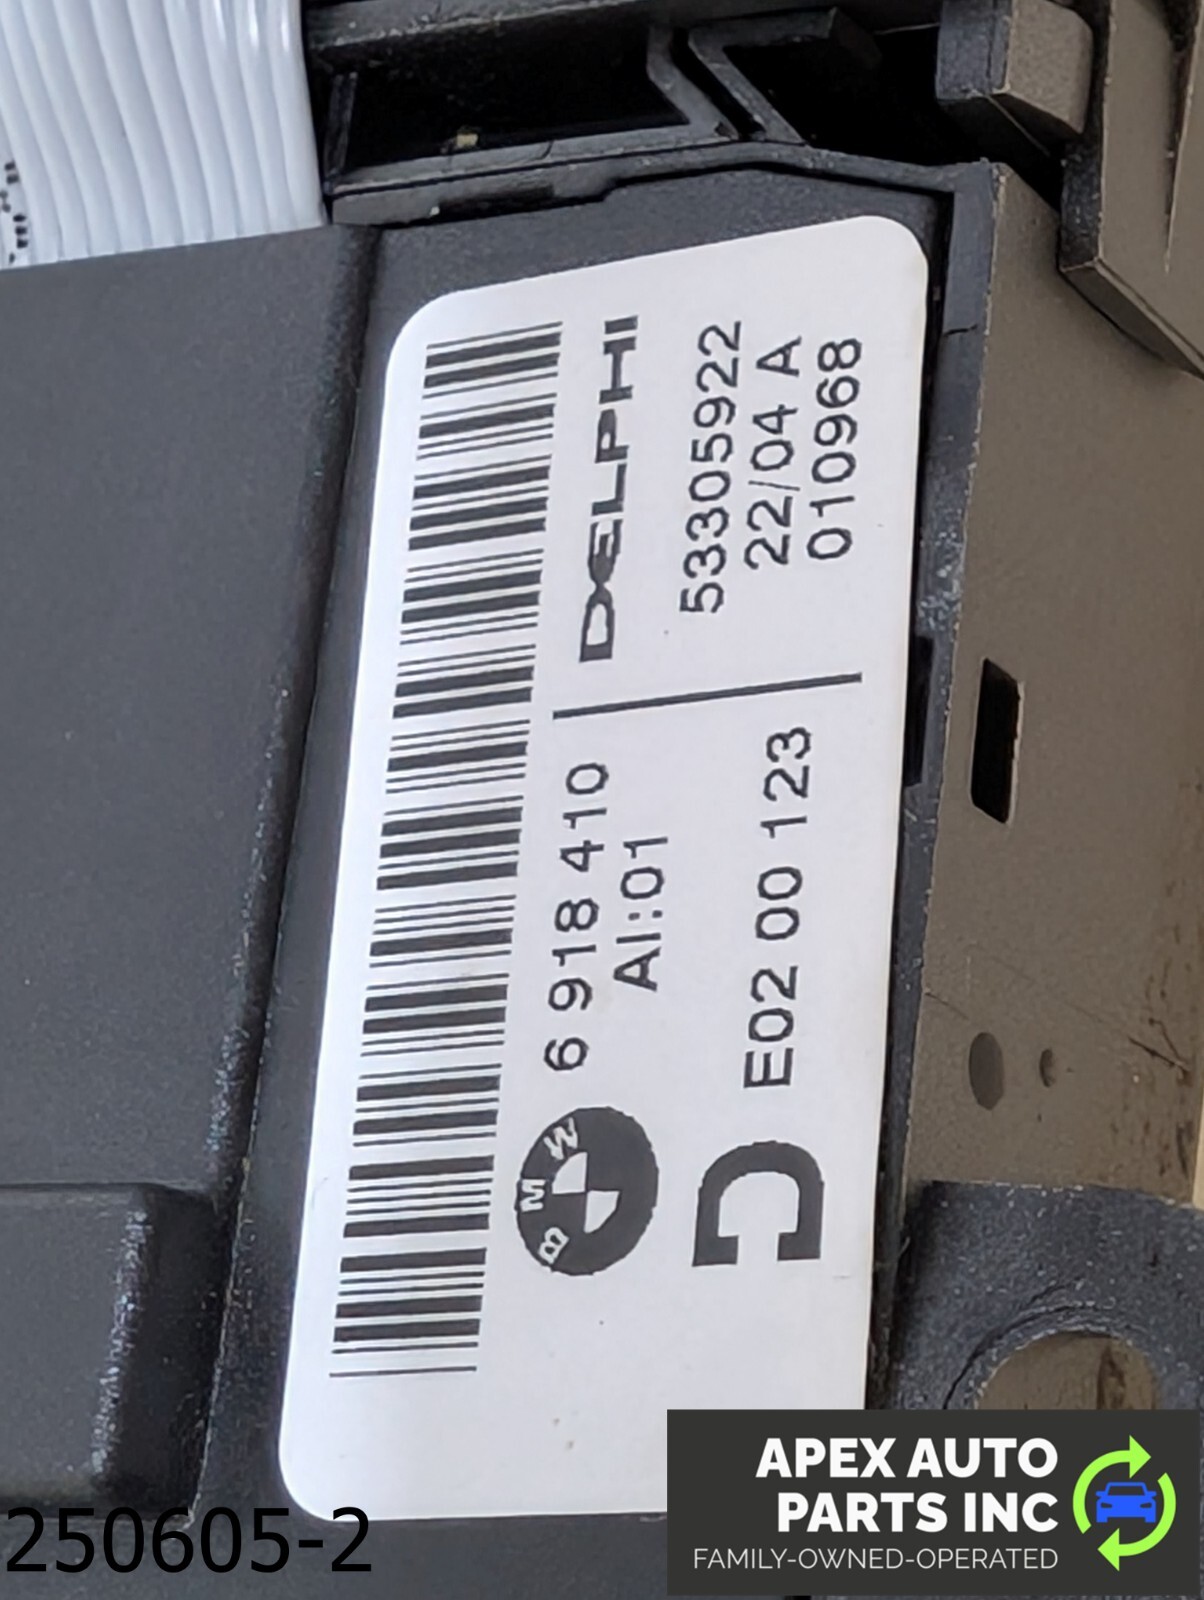 DELPHI
53305922
22/04 A
010968
6 918 410
AI:01
E02 00 123
BMW
C
250605-2
APEX AUTO
PARTS INC
FAMILY-OWNED-OPERATED